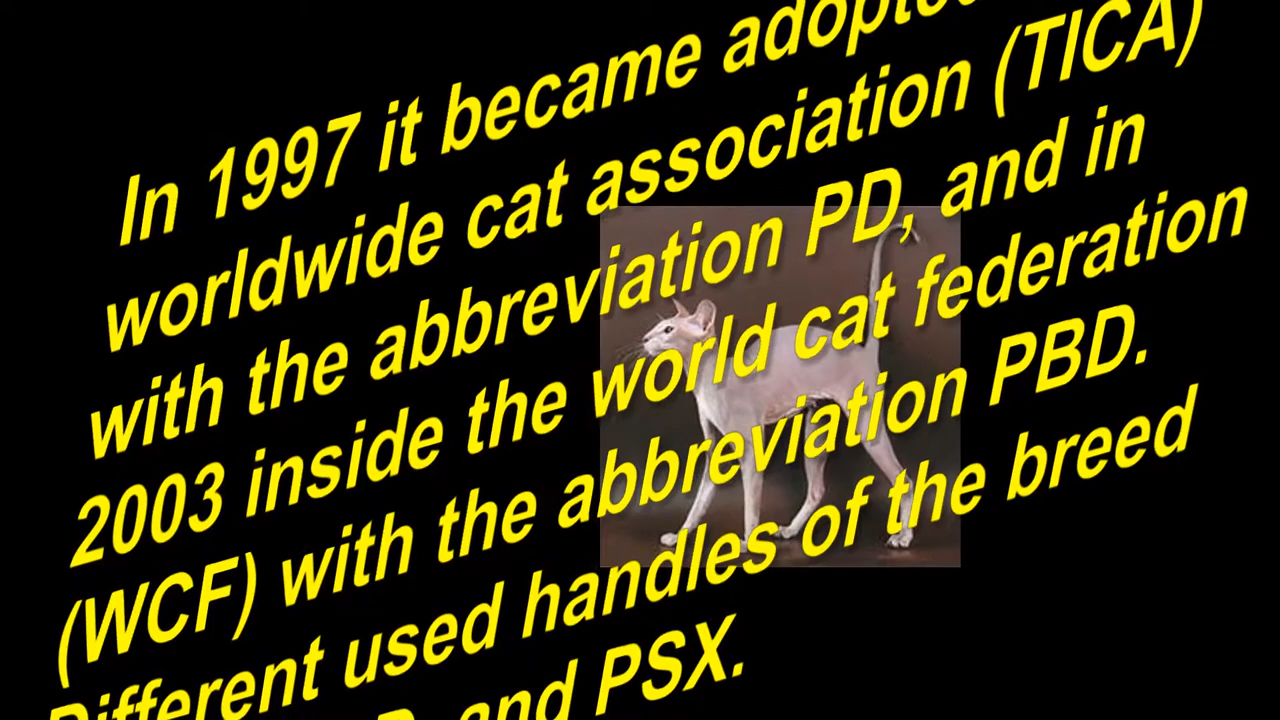 In 1997 it became adopted
worldwide cat association (TICA)
with the abbreviation PD, and in
2003 inside the world cat federation
(WCF) with the abbreviation PBD.
Different used handles of the breed
and PSX.